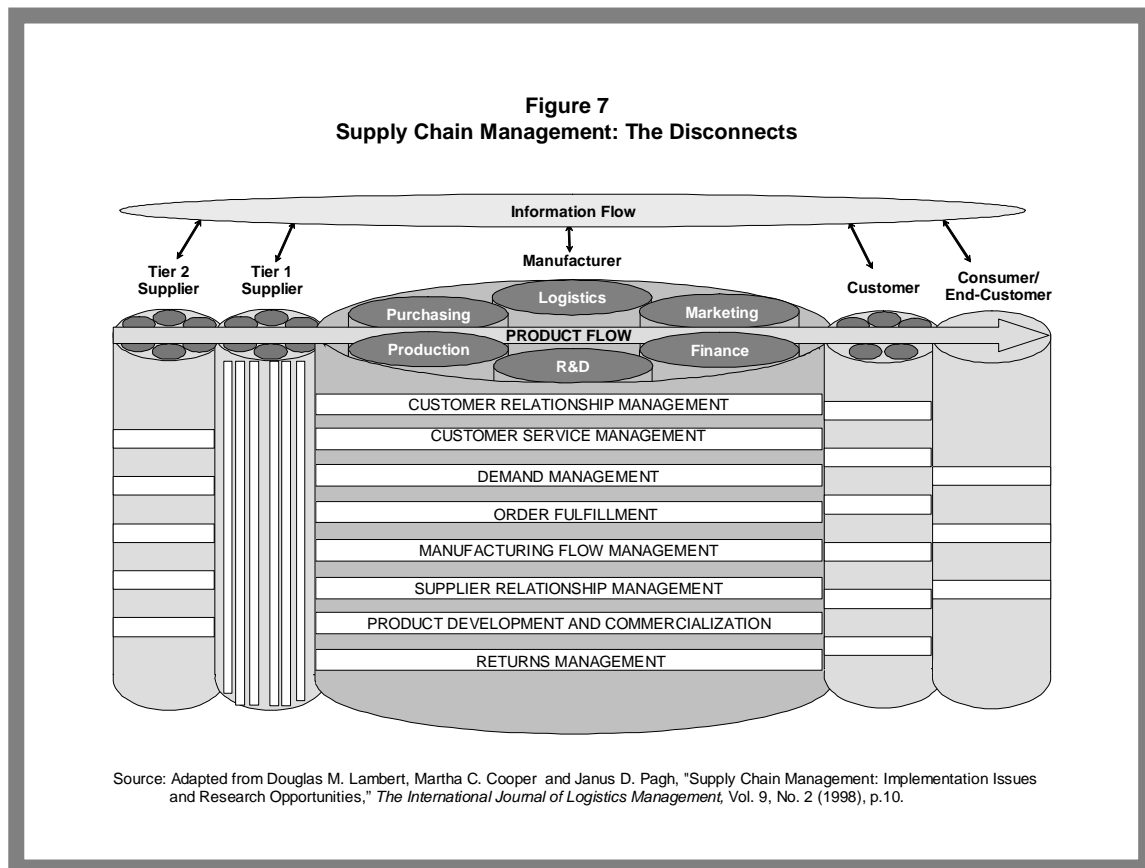 Figure 7
Supply Chain Management: The Disconnects
Information Flow
Tier 2
Supplier
Tier 1
Supplier
Manufacturer
Customer
Consumer/
End-Customer
Logistics
Purchasing
Marketing
PRODUCT FLOW
Production
Finance
R&D
CUSTOMER RELATIONSHIP MANAGEMENT
CUSTOMER SERVICE MANAGEMENT
DEMAND MANAGEMENT
ORDER FULFILLMENT
MANUFACTURING FLOW MANAGEMENT
SUPPLIER RELATIONSHIP MANAGEMENT
PRODUCT DEVELOPMENT AND COMMERCIALIZATION
RETURNS MANAGEMENT
Source: Adapted from Douglas M. Lambert, Martha C. Cooper and Janus D. Pagh, "Supply Chain Management: Implementation Issues
and Research Opportunities,” The International Journal of Logistics Management, Vol. 9, No. 2 (1998), p.10.